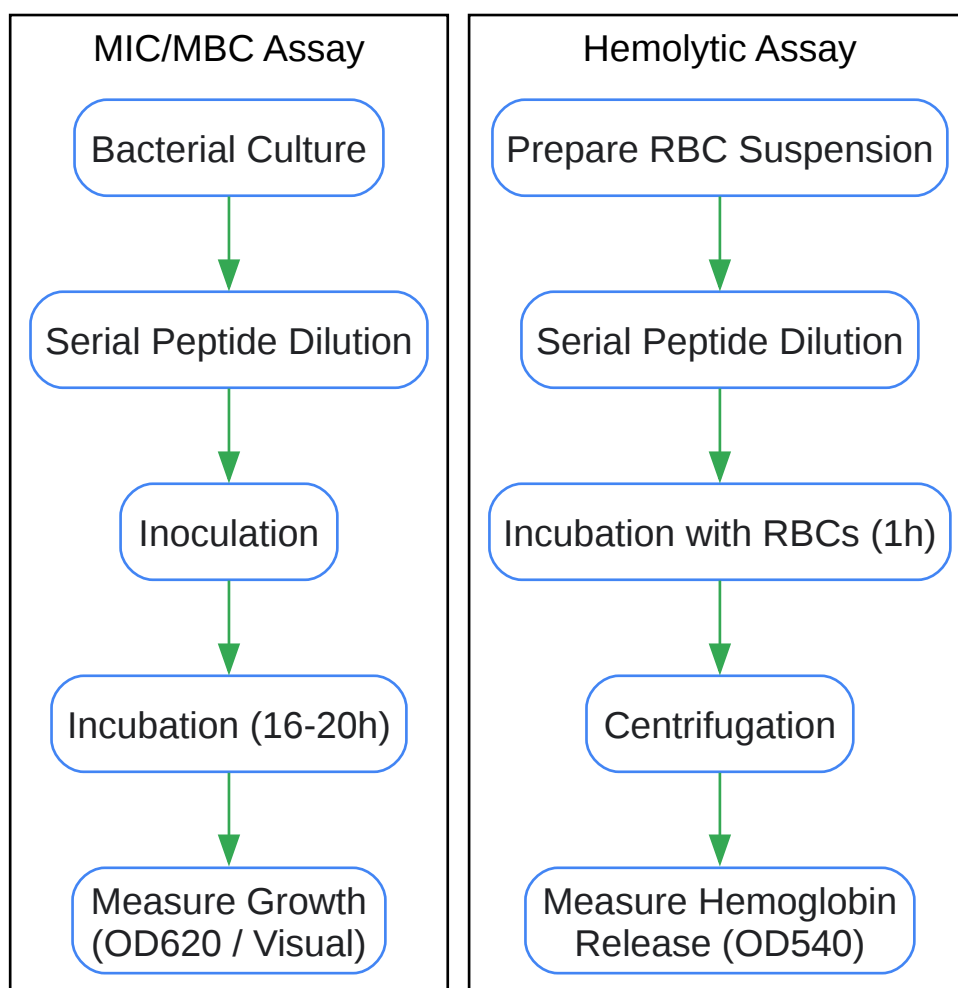 MIC/MBC Assay
Bacterial Culture
Serial Peptide Dilution
Inoculation
Incubation (16-20h)
Measure Growth
(OD620 / Visual)
Hemolytic Assay
Prepare RBC Suspension
Serial Peptide Dilution
Incubation with RBCs (1h)
Centrifugation
Measure Hemoglobin
Release (OD540)